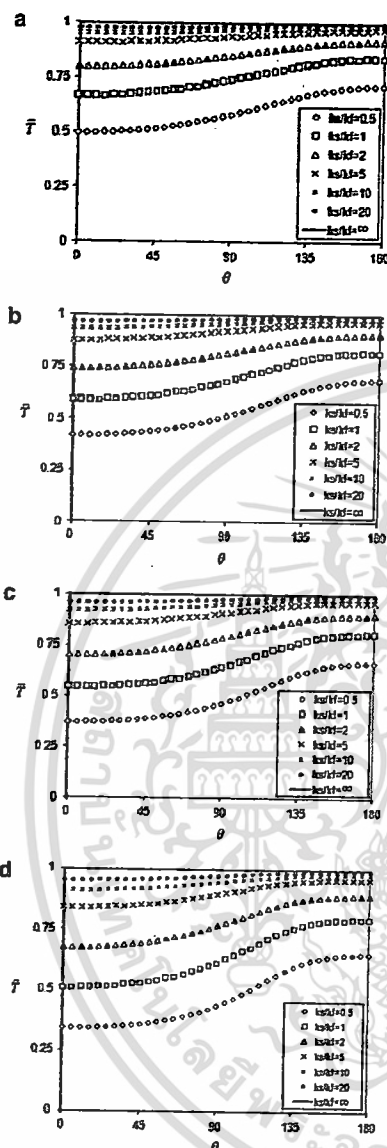 a
1
0.75
T̄
0.5
0.25
0
0 45 90 135 180
θ
ks/kf=0.5
ks/kf=1
ks/kf=2
ks/kf=5
ks/kf=10
ks/kf=20
ks/kf=∞
b
1
0.75
T̄
0.5
0.25
0
0 45 90 135 180
θ
ks/kf=0.5
ks/kf=1
ks/kf=2
ks/kf=5
ks/kf=10
ks/kf=20
ks/kf=∞
c
1
0.75
T̄
0.5
0.25
0
0 45 90 135 180
θ
ks/kf=0.5
ks/kf=1
ks/kf=2
ks/kf=5
ks/kf=10
ks/kf=20
ks/kf=∞
d
1
0.75
T̄
0.5
0.25
0
0 45 90 135 180
θ
ks/kf=0.5
ks/kf=1
ks/kf=2
ks/kf=5
ks/kf=10
ks/kf=20
ks/kf=∞